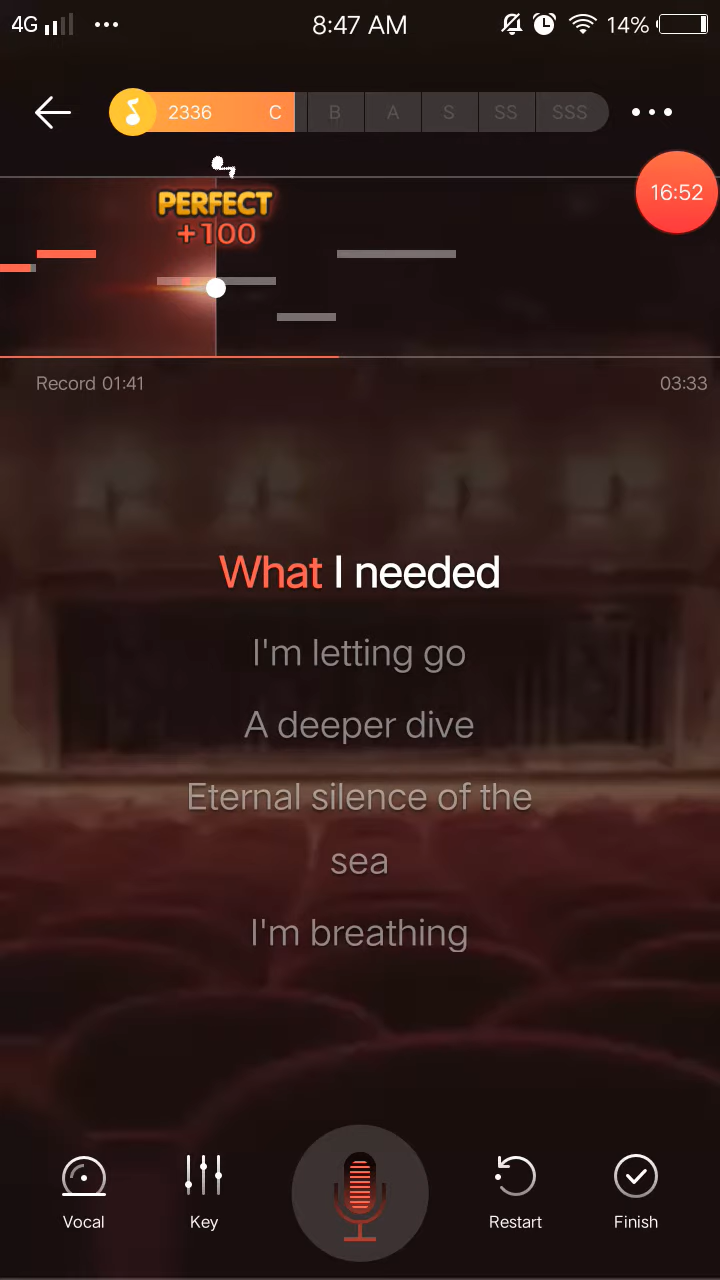 4G 8:47 AM 14%
2336 C B A S SS SSS
16:52
PERFECT
+100
Record 01:41 03:33
What I needed
I'm letting go
A deeper dive
Eternal silence of the
sea
I'm breathing
Vocal Key Restart Finish